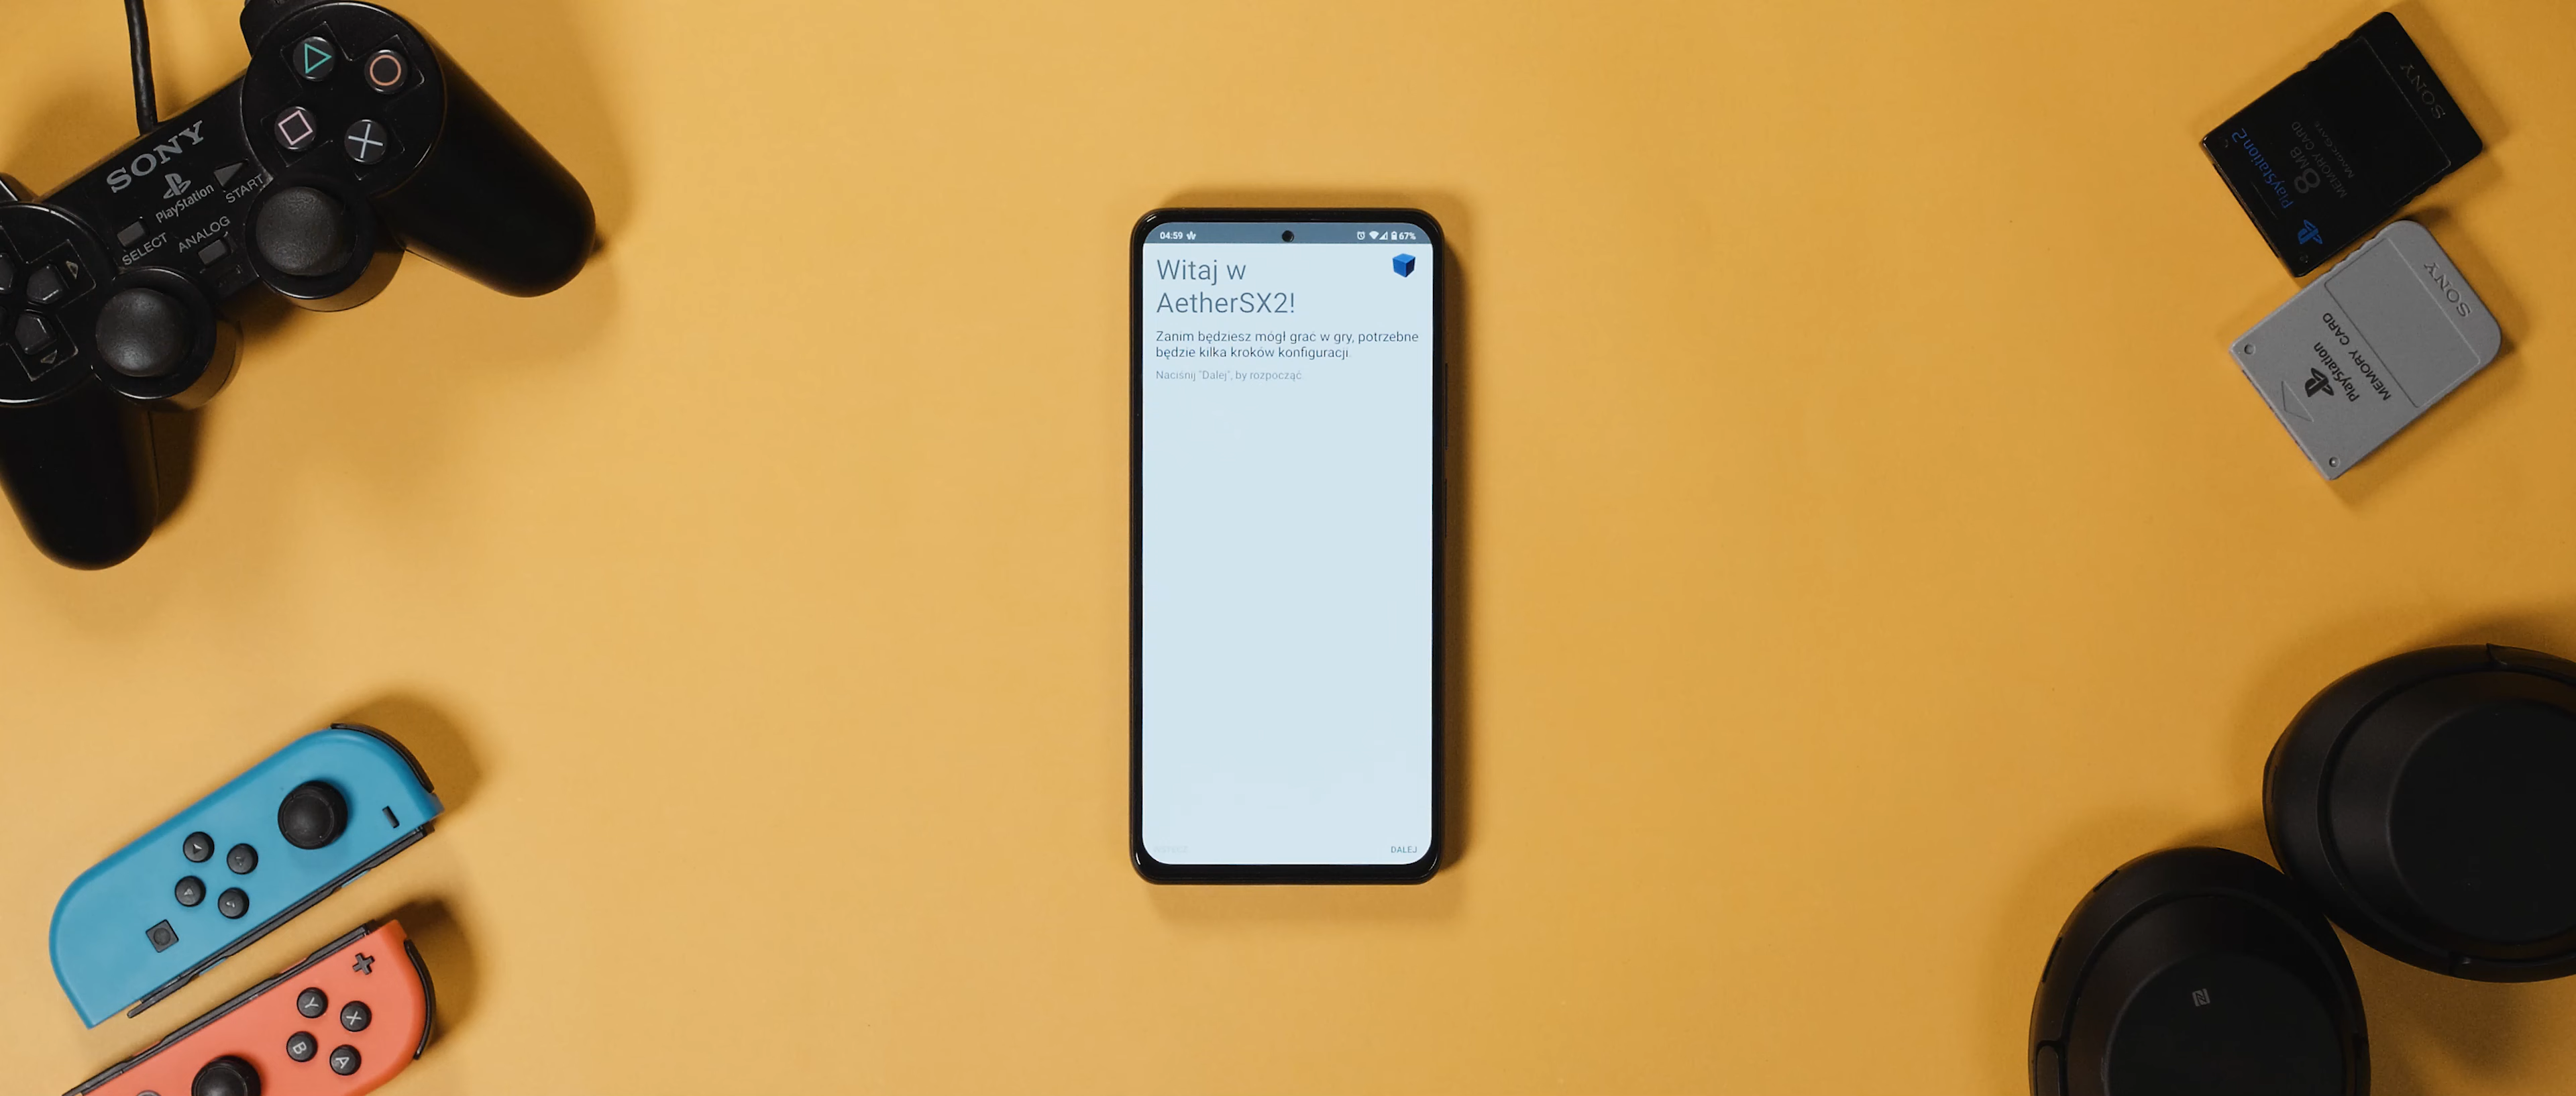 SONY
PlayStation
SELECT
START
ANALOG
04:59
67%
Witaj w
AetherSX2!
Zanim będziesz mógł grać w gry, potrzebne
będzie kilka kroków konfiguracji.
Naciśnij "Dalej", by rozpocząć.
DALEJ
SONY
MEMORY CARD
8MB
PlayStation 2
SONY
MEMORY CARD
PlayStation
Y
X
B
A